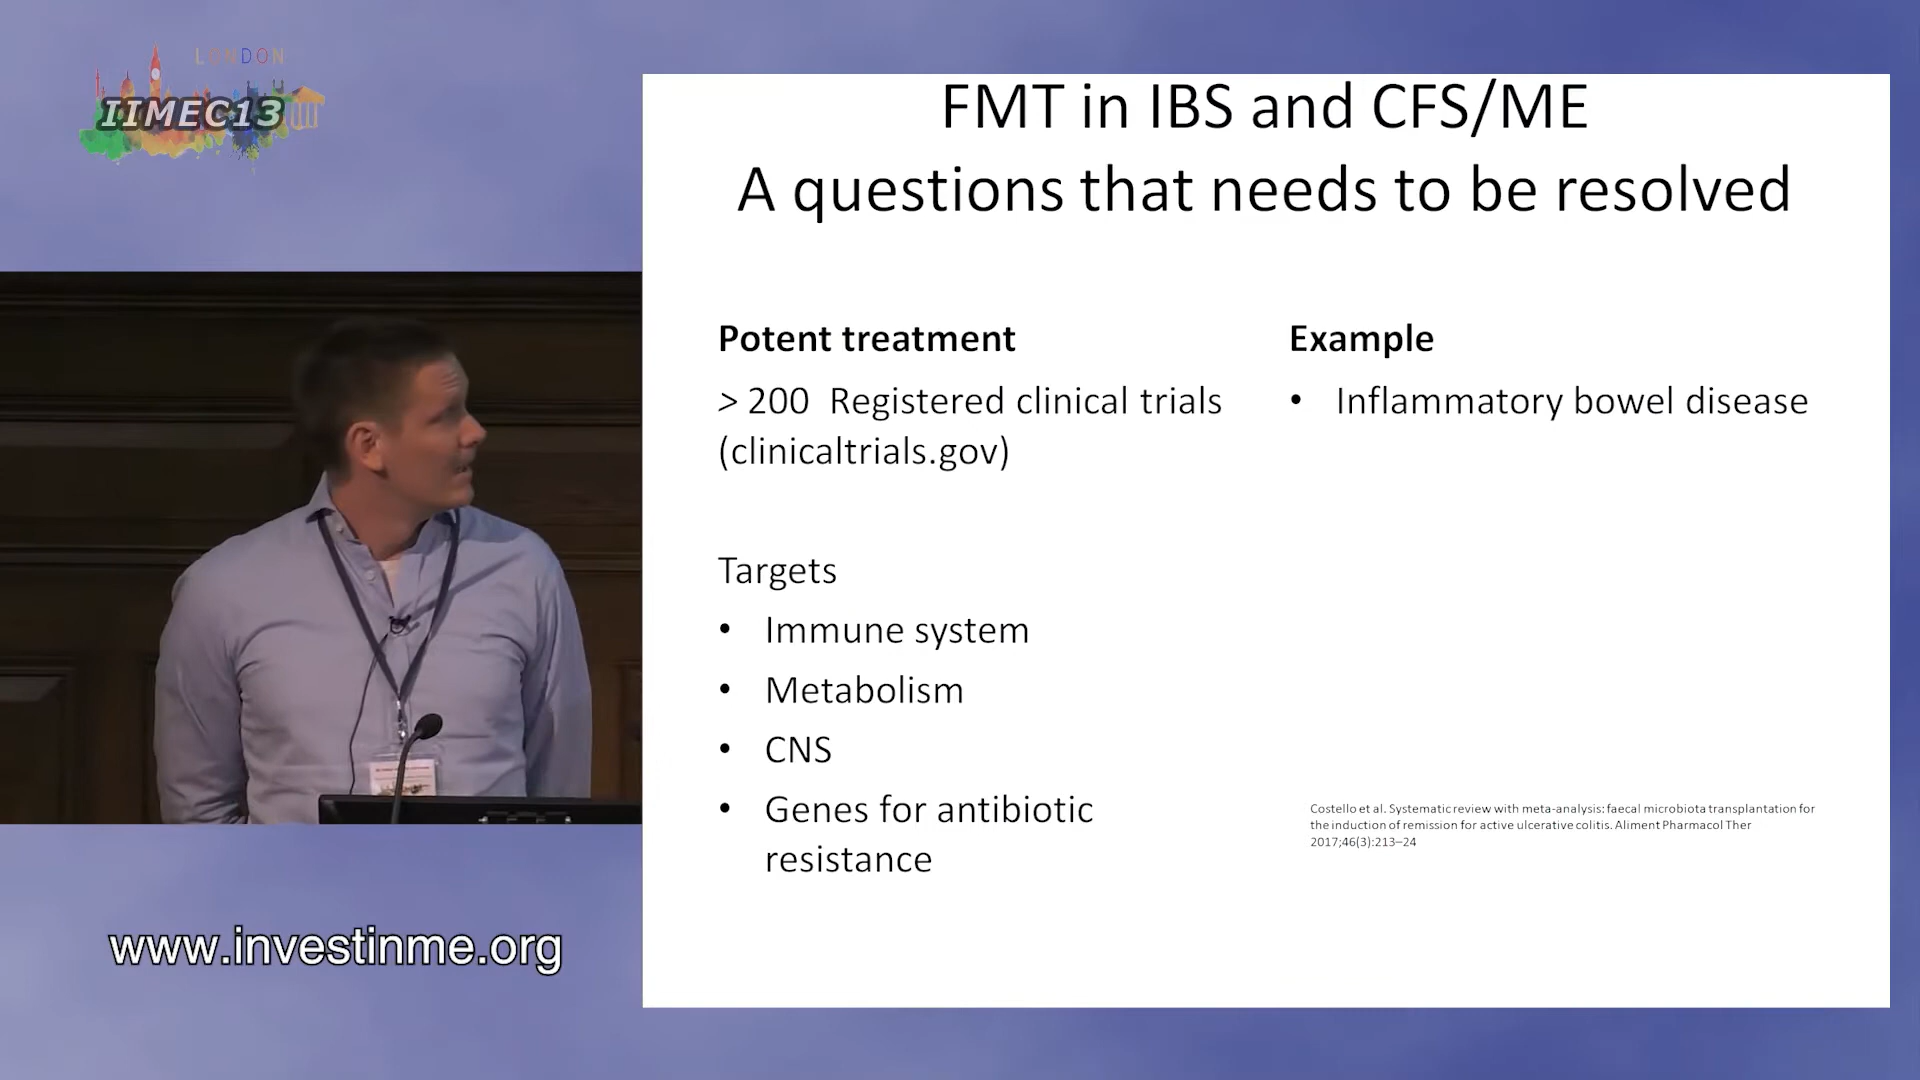 LONDON
IIMEC13
FMT in IBS and CFS/ME
A questions that needs to be resolved
Potent treatment
> 200 Registered clinical trials
(clinicaltrials.gov)
Targets
• Immune system
• Metabolism
• CNS
• Genes for antibiotic
resistance
Example
• Inflammatory bowel disease
Costello et al. Systematic review with meta-analysis: faecal microbiota transplantation for
the induction of remission for active ulcerative colitis. Aliment Pharmacol Ther
2017;46(3):213–24
www.investinme.org